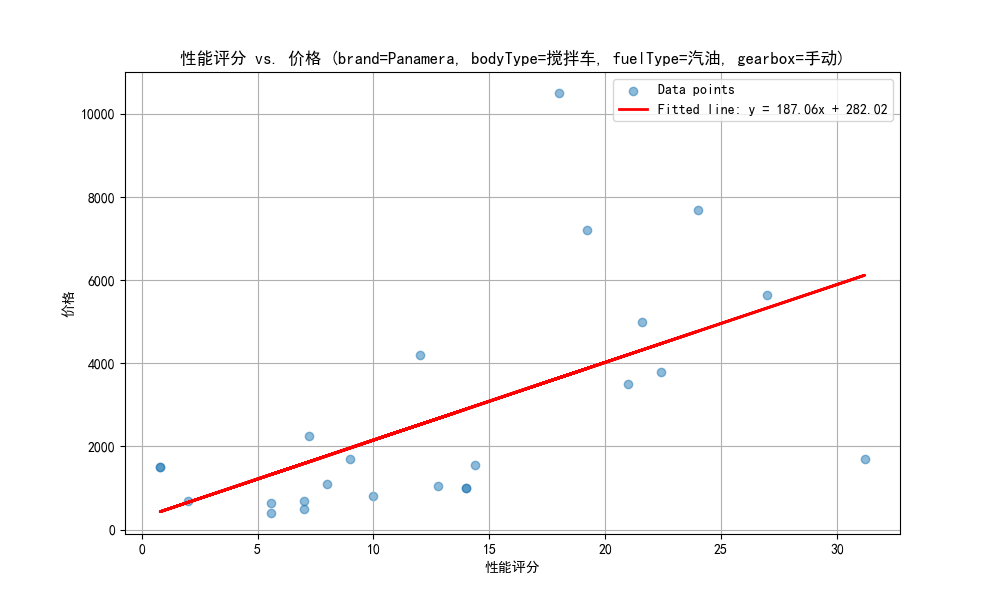 性能评分 vs. 价格 (brand=Panamera, bodyType=搅拌车, fuelType=汽油, gearbox=手动)
Data points
Fitted line: y = 187.06x + 282.02
10000
8000
6000
4000
2000
0
价格
0 5 10 15 20 25 30
性能评分